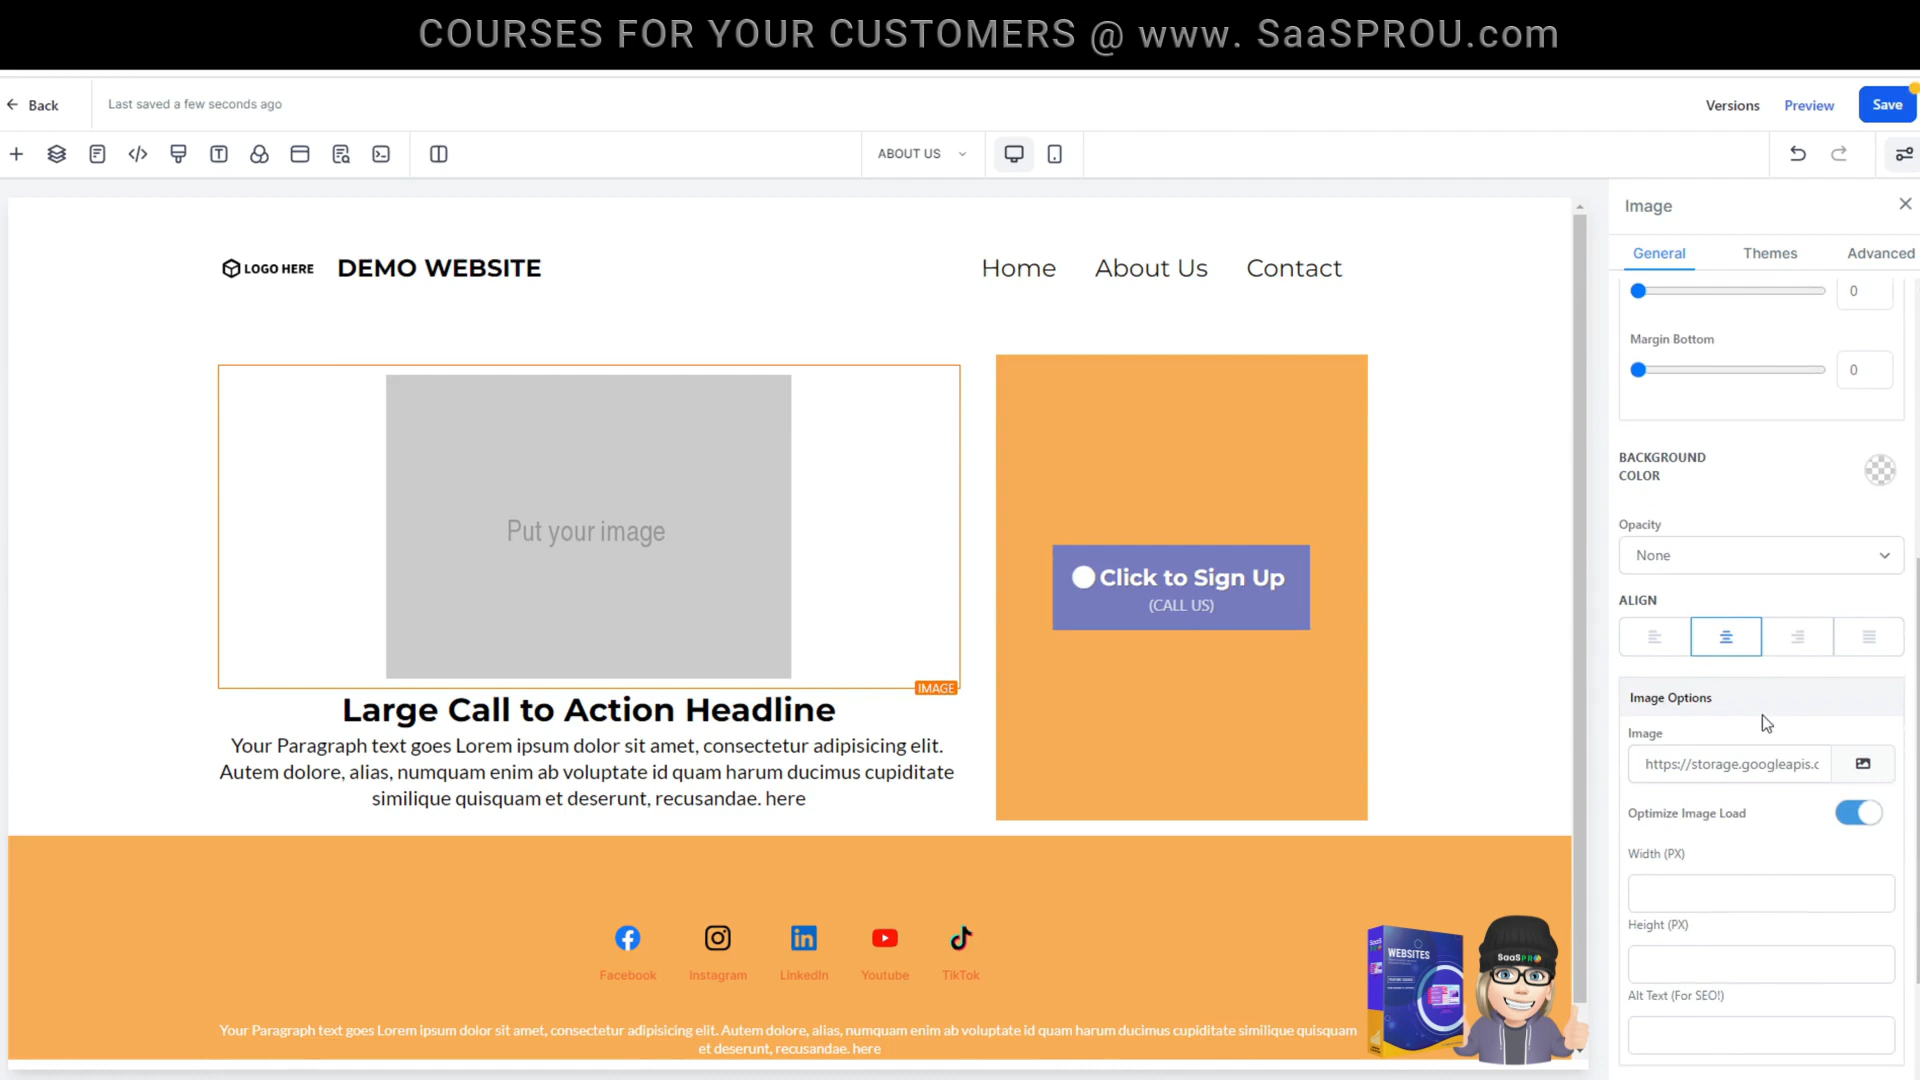 COURSES FOR YOUR CUSTOMERS @ www. SaaSPROU.com
Back
Last saved a few seconds ago
Versions
Preview
Save
ABOUT US
Image
General
Themes
Advanced
LOGO HERE
DEMO WEBSITE
Home
About Us
Contact
0
Margin Bottom
0
BACKGROUND
COLOR
Opacity
None
ALIGN
Put your image
IMAGE
Click to Sign Up
(CALL US)
Large Call to Action Headline
Your Paragraph text goes Lorem ipsum dolor sit amet, consectetur adipisicing elit.
Autem dolore, alias, numquam enim ab voluptate id quam harum ducimus cupiditate
similique quisquam et deserunt, recusandae. here
Image Options
Image
https://storage.googleapis.c
Optimize Image Load
Width (PX)
Height (PX)
Alt Text (For SEO!)
Facebook
Instagram
LinkedIn
Youtube
TikTok
Your Paragraph text goes Lorem ipsum dolor sit amet, consectetur adipisicing elit. Autem dolore, alias, numquam enim ab voluptate id quam harum ducimus cupiditate similique quisquam
et deserunt, recusandae. here
WEBSITES
SaaSPRO